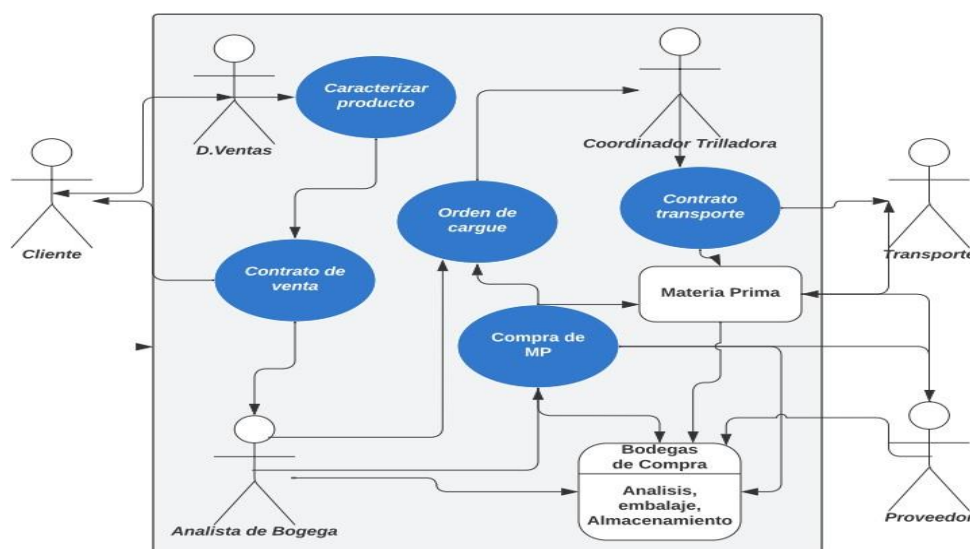 Caracterizar
producto
D.Ventas
Coordinador Trilladora
Cliente
Orden de
cargue
Contrato
transporte
Transporte
Contrato de
venta
Materia Prima
Compra de
MP
Bodegas
de Compra
Analisis,
embalaje,
Almacenamiento
Analista de Bogega
Proveedor